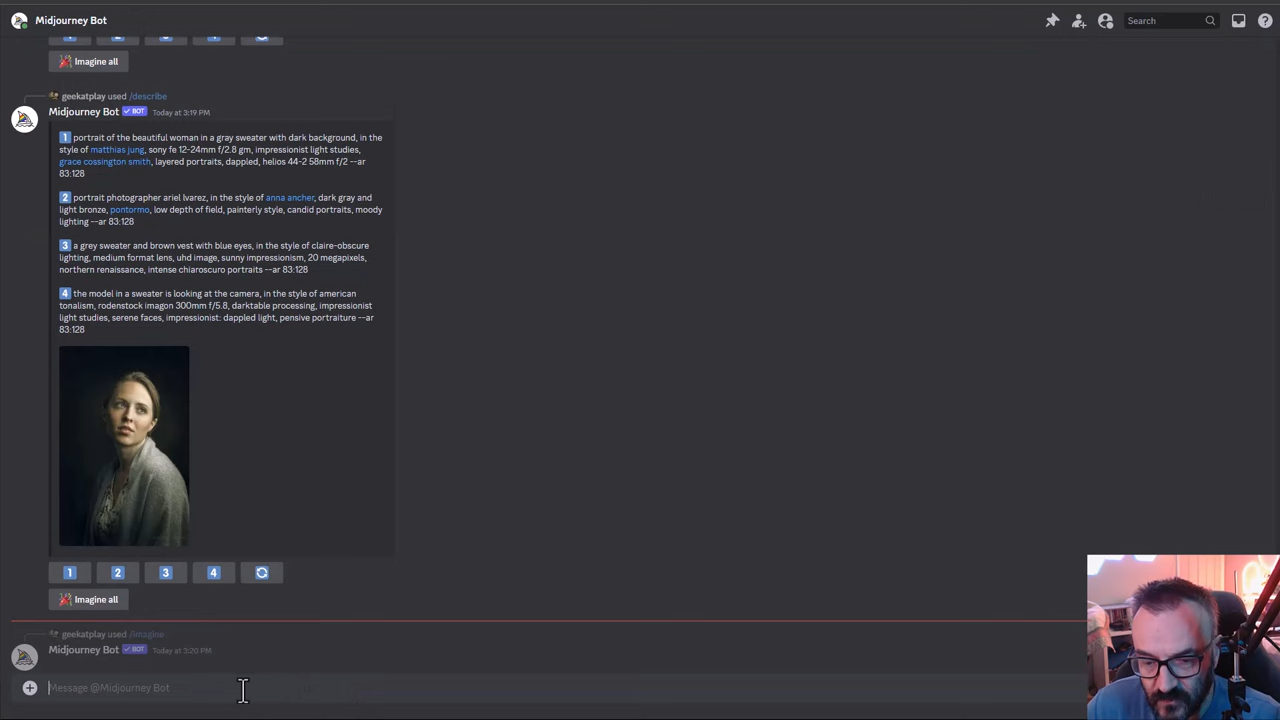 Midjourney Bot
Search
Imagine all
geekatplay used /describe
Midjourney Bot BOT Today at 3:19 PM
1 portrait of the beautiful woman in a gray sweater with dark background, in the
style of matthias jung, sony fe 12-24mm f/2.8 gm, impressionist light studies,
grace cossington smith, layered portraits, dappled, helios 44-2 58mm f/2 --ar
83:128
2 portrait photographer ariel lvarez, in the style of anna ancher, dark gray and
light bronze, pontormo, low depth of field, painterly style, candid portraits, moody
lighting --ar 83:128
3 a grey sweater and brown vest with blue eyes, in the style of claire-obscure
lighting, medium format lens, uhd image, sunny impressionism, 20 megapixels,
northern renaissance, intense chiaroscuro portraits --ar 83:128
4 the model in a sweater is looking at the camera, in the style of american
tonalism, rodenstock imagon 300mm f/5.8, darktable processing, impressionist
light studies, serene faces, impressionist: dappled light, pensive portraiture --ar
83:128
1 2 3 4
Imagine all
geekatplay used /imagine
Midjourney Bot BOT Today at 3:20 PM
Message @Midjourney Bot